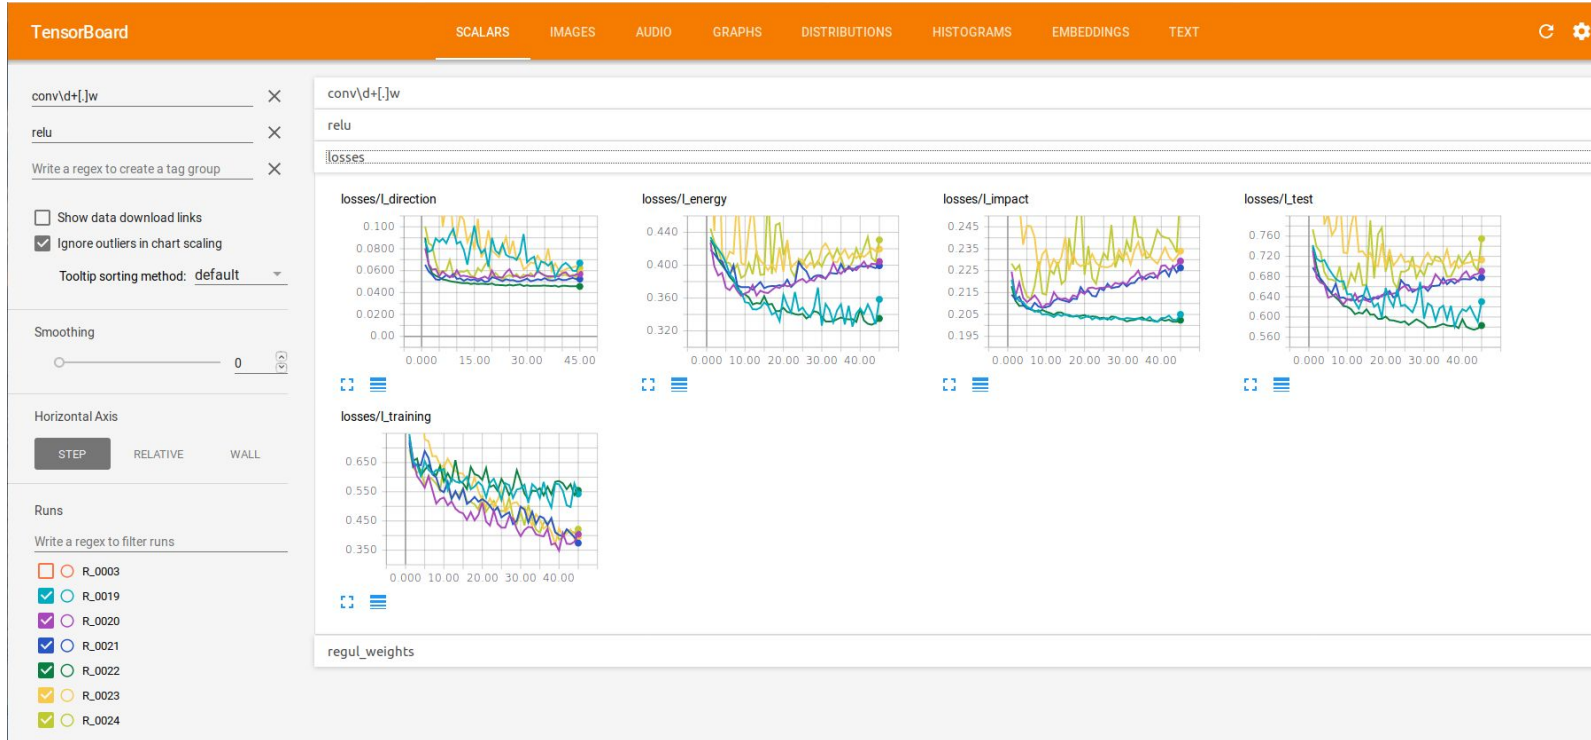 TensorBoard SCALARS IMAGES AUDIO GRAPHS DISTRIBUTIONS HISTOGRAMS EMBEDDINGS TEXT
conv\d+[.]w
relu
Write a regex to create a tag group
Show data download links
Ignore outliers in chart scaling
Tooltip sorting method: default
Smoothing
0
Horizontal Axis
STEP RELATIVE WALL
Runs
Write a regex to filter runs
R_0003
R_0019
R_0020
R_0021
R_0022
R_0023
R_0024
conv\d+[.]w
relu
losses
losses/l_direction
0.100
0.0800
0.0600
0.0400
0.0200
0.00
0.000 15.00 30.00 45.00
losses/l_energy
0.440
0.400
0.360
0.320
0.000 10.00 20.00 30.00 40.00
losses/l_impact
0.245
0.235
0.225
0.215
0.205
0.195
0.000 10.00 20.00 30.00 40.00
losses/l_test
0.760
0.720
0.680
0.640
0.600
0.560
0.000 10.00 20.00 30.00 40.00
losses/l_training
0.650
0.550
0.450
0.350
0.000 10.00 20.00 30.00 40.00
regul_weights